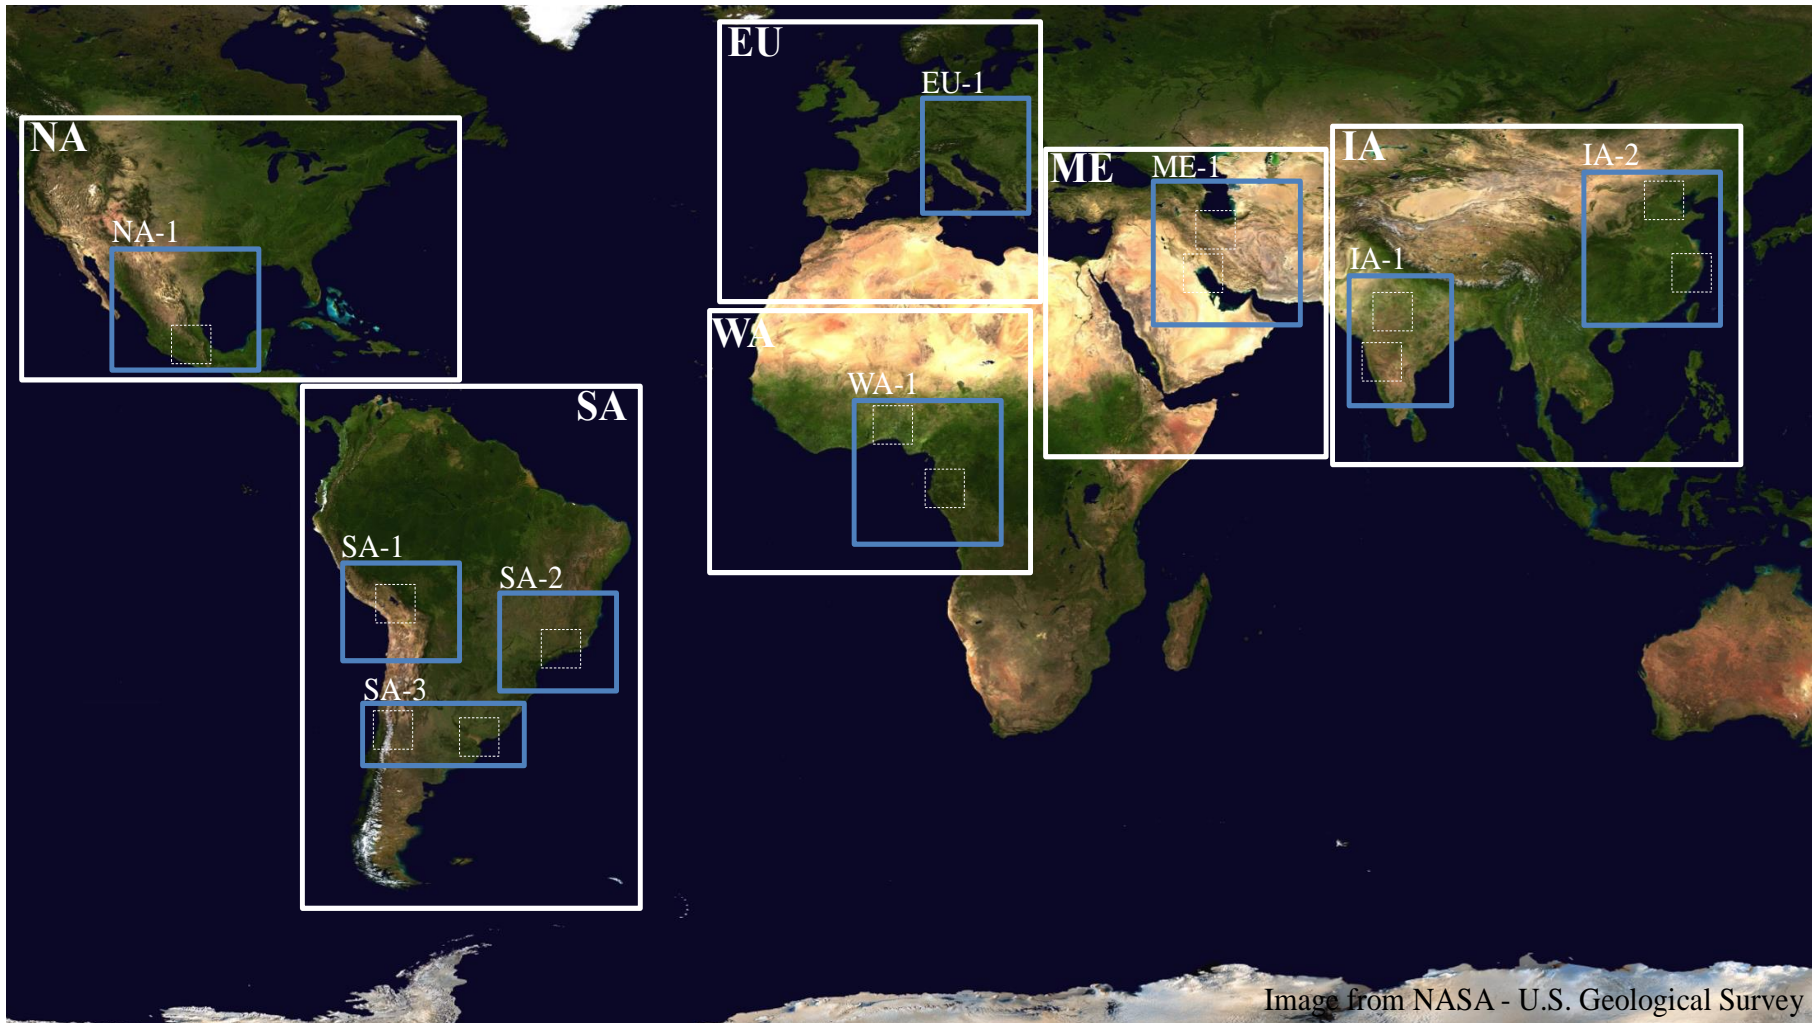 EU
EU-1
NA
IA
IA-2
ME
ME-1
NA-1
IA-1
WA
WA-1
SA
SA-1
SA-2
SA-3
Image from NASA - U.S. Geological Survey